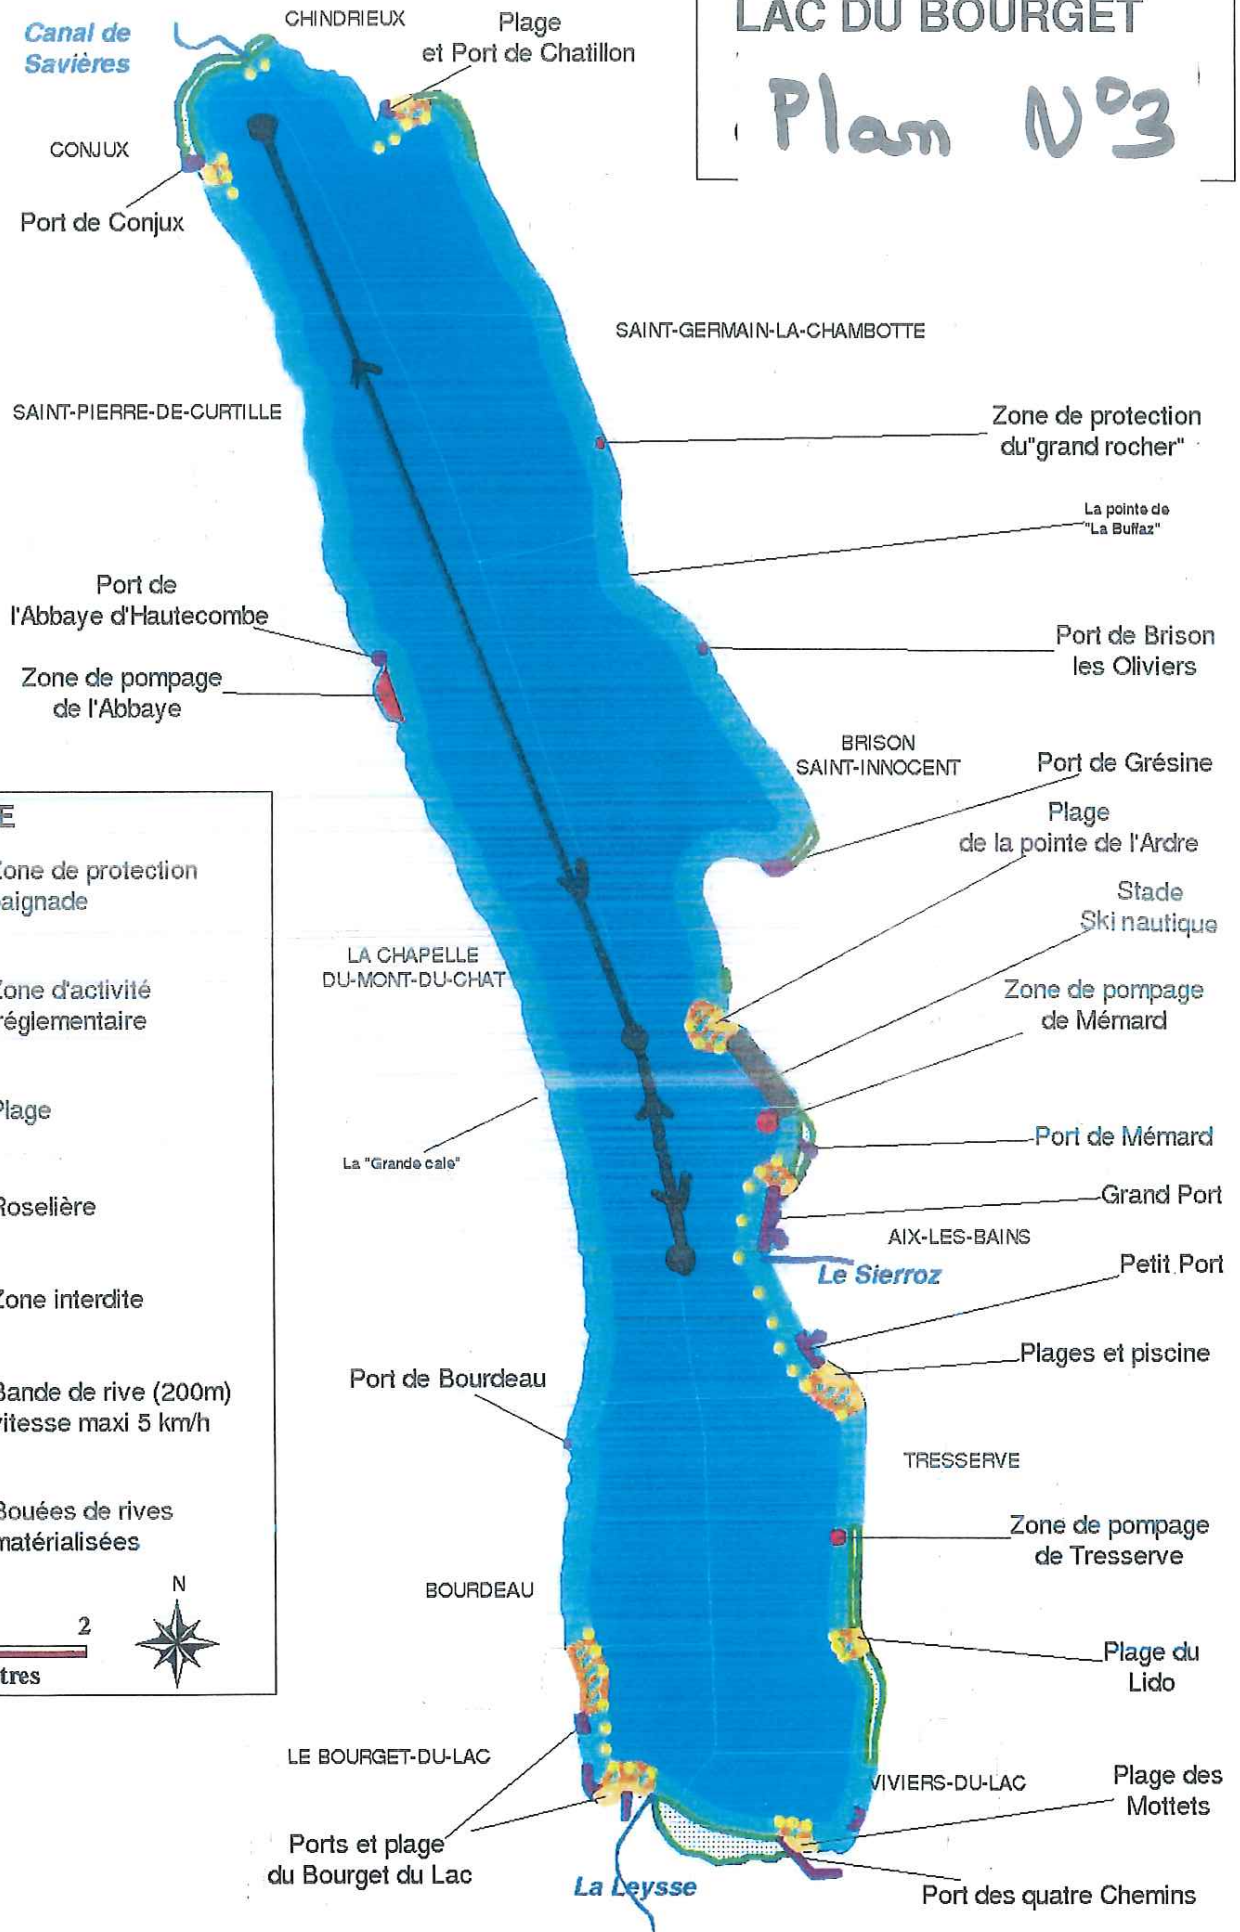 LAC DU BOURGET
Plan N°3
Canal de
Savières
CHINDRIEUX
Plage
et Port de Chatillon
CONJUX
Port de Conjux
SAINT-GERMAIN-LA-CHAMBOTTE
SAINT-PIERRE-DE-CURTILLE
Zone de protection
du"grand rocher"
La pointe de
"La Buffaz"
Port de
l'Abbaye d'Hautecombe
Zone de pompage
de l'Abbaye
Port de Brison
les Oliviers
BRISON
SAINT-INNOCENT
Port de Grésine
Plage
de la pointe de l'Ardre
Stade
Ski nautique
Zone de pompage
de Mémard
LA CHAPELLE
DU-MONT-DU-CHAT
La "Grande cale"
Port de Mémard
Grand Port
AIX-LES-BAINS
Le Sierroz
Petit Port
Plages et piscine
Port de Bourdeau
TRESSERVE
Zone de pompage
de Tresserve
BOURDEAU
Plage du
Lido
LE BOURGET-DU-LAC
VIVIERS-DU-LAC
Plage des
Mottets
Ports et plage
du Bourget du Lac
La Leysse
Port des quatre Chemins
E
Zone de protection
aignade
Zone d'activité
réglementaire
Plage
Roselière
Zone interdite
Bande de rive (200m)
vitesse maxi 5 km/h
Bouées de rives
matérialisées
N
2
tres